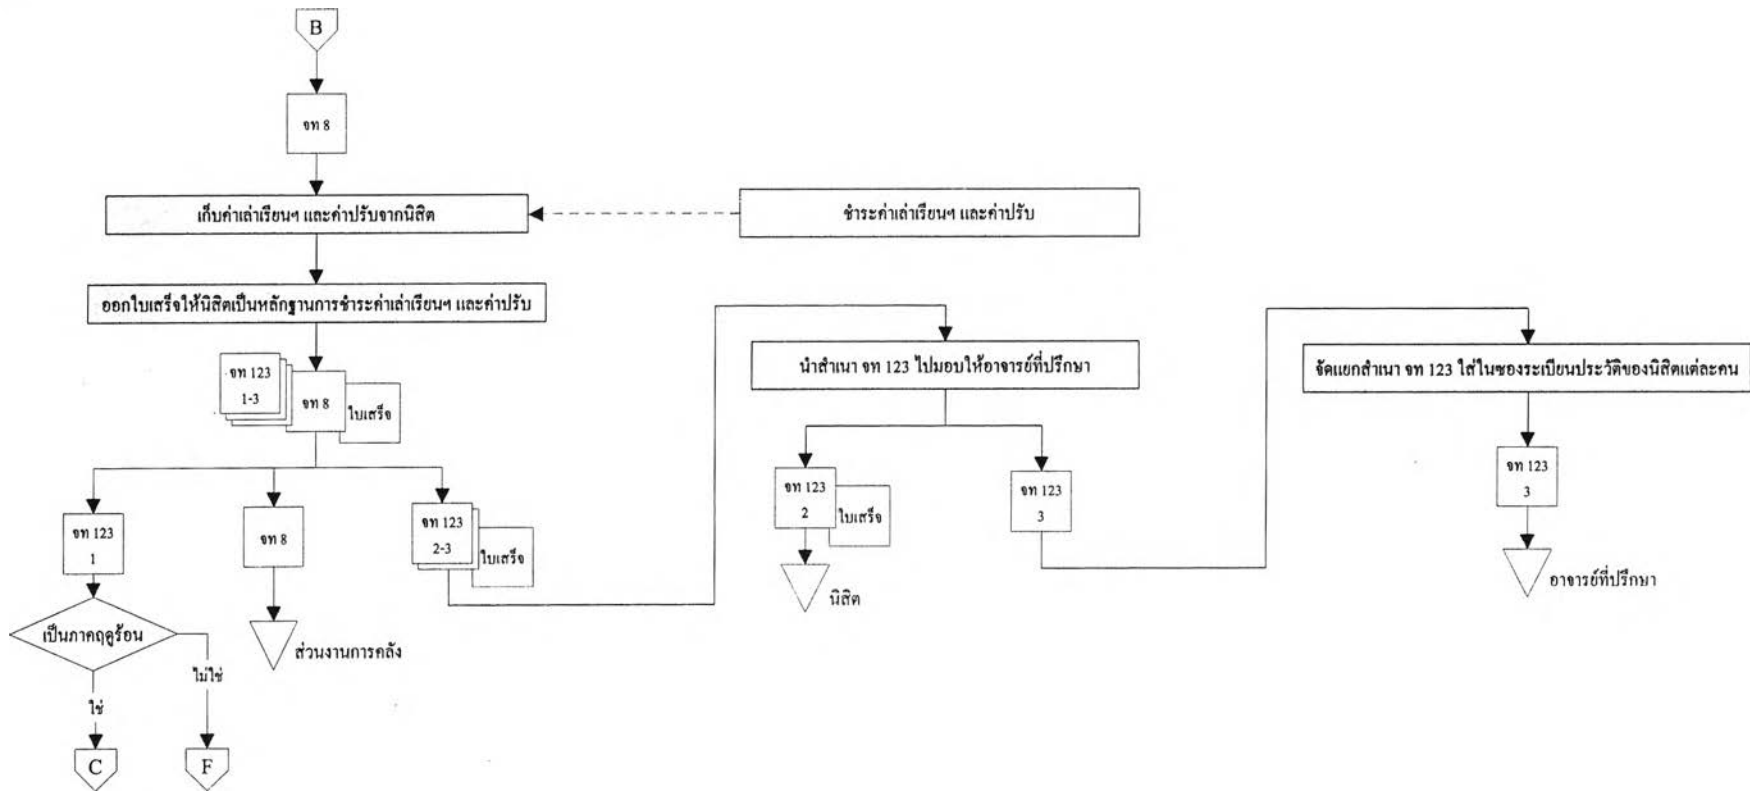 B
จท 8
เก็บค่าเล่าเรียนฯ และค่าปรับจากนิสิต
ชำระค่าเล่าเรียนฯ และค่าปรับ
ออกใบเสร็จให้นิสิตเป็นหลักฐานการชำระค่าเล่าเรียนฯ และค่าปรับ
นำสำเนา จท 123 ไปมอบให้อาจารย์ที่ปรึกษา
จัดแยกสำเนา จท 123 ใส่ในซองระเบียนประวัติของนิสิตแต่ละคน
จท 123
1-3
จท 8
ใบเสร็จ
จท 123
1
จท 8
จท 123
2-3
ใบเสร็จ
จท 123
2
ใบเสร็จ
จท 123
3
จท 123
3
นิสิต
อาจารย์ที่ปรึกษา
เป็นภาคฤดูร้อน
ส่วนงานการคลัง
ไม่ใช่
ใช่
C
F